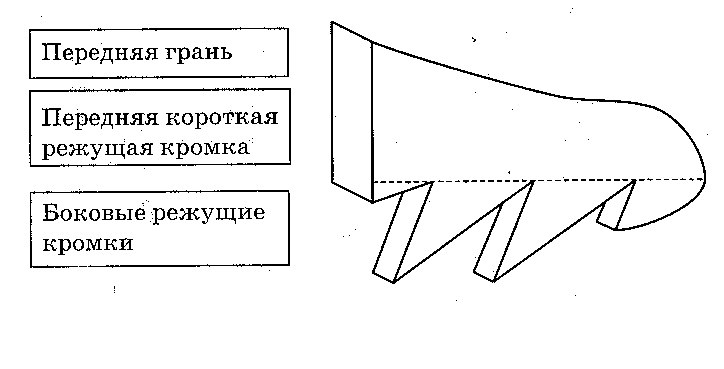 Передняя грань
Передняя короткая
режущая кромка
Боковые режущие
кромки